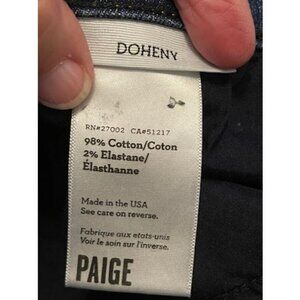 DOHENY
RN#27002 CA#51217
98% Cotton/Coton
2% Elastane/
Élasthanne
Made in the USA
See care on reverse.
Fabrique aux etats-unis
Voir le soin sur l'inverse.
PAIGE